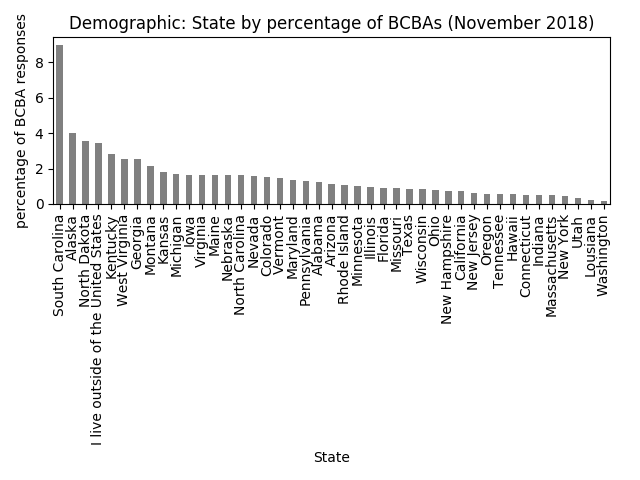 Demographic: State by percentage of BCBAs (November 2018)
percentage of BCBA responses
8
6
4
2
0
South Carolina
Alaska
North Dakota
I live outside of the United States
Kentucky
West Virginia
Georgia
Montana
Kansas
Michigan
Iowa
Virginia
Maine
Nebraska
North Carolina
Nevada
Colorado
Vermont
Maryland
Pennsylvania
Alabama
Arizona
Rhode Island
Minnesota
Illinois
Florida
Missouri
Texas
Wisconsin
Ohio
New Hampshire
California
New Jersey
Oregon
Tennessee
Hawaii
Connecticut
Indiana
Massachusetts
New York
Utah
Lousiana
Washington
State